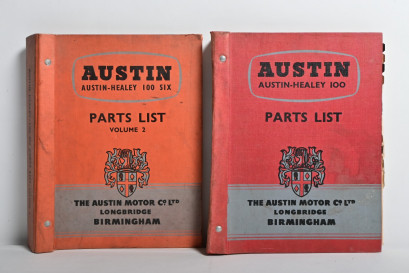 AUSTIN
AUSTIN-HEALEY 100 SIX
PARTS LIST
VOLUME 2
THE AUSTIN MOTOR Cº LTD
LONGBRIDGE
BIRMINGHAM
AUSTIN
AUSTIN-HEALEY 100
PARTS LIST
THE AUSTIN MOTOR Cº LTD
LONGBRIDGE
BIRMINGHAM